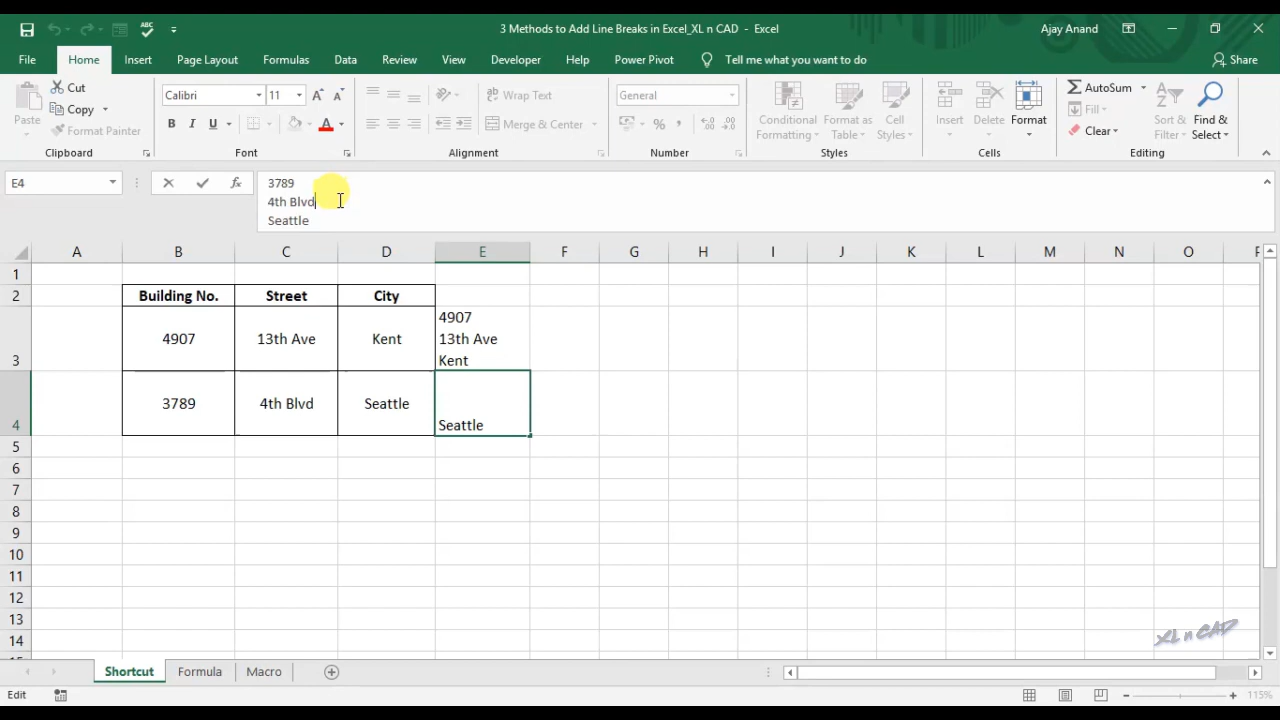 3 Methods to Add Line Breaks in Excel_XL n CAD - Excel
Ajay Anand
File Home Insert Page Layout Formulas Data Review View Developer Help Power Pivot Tell me what you want to do Share
Cut
Copy
Format Painter
Paste
Clipboard
Calibri 11
B I U A
Font
Wrap Text
Merge & Center
Alignment
General
Number
Conditional Formatting
Format as Table
Cell Styles
Styles
Insert Delete Format
Cells
AutoSum
Fill
Clear
Sort & Filter
Find & Select
Editing
E4
fx
3789
4th Blvd
Seattle
A B C D E F G H I J K L M N O
1
2 Building No. Street City
3 4907 13th Ave Kent 4907
13th Ave
Kent
4 3789 4th Blvd Seattle Seattle
5
6
7
8
9
10
11
12
13
14
XL n CAD
Shortcut Formula Macro
Edit
115%